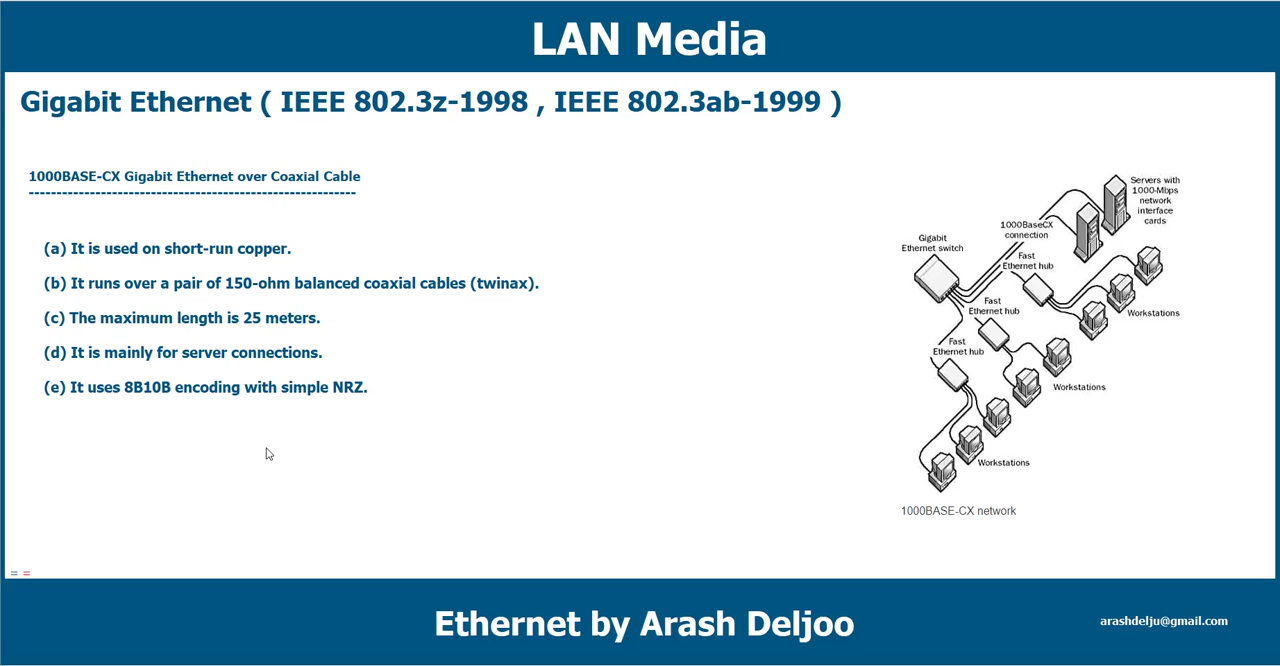 LAN Media
Gigabit Ethernet ( IEEE 802.3z-1998 , IEEE 802.3ab-1999 )
1000BASE-CX Gigabit Ethernet over Coaxial Cable
-----------------------------------------------------------
(a) It is used on short-run copper.
(b) It runs over a pair of 150-ohm balanced coaxial cables (twinax).
(c) The maximum length is 25 meters.
(d) It is mainly for server connections.
(e) It uses 8B10B encoding with simple NRZ.
Servers with
1000-Mbps
network
interface
cards
1000BaseCX
connection
Gigabit
Ethernet switch
Fast
Ethernet hub
Workstations
Fast
Ethernet hub
Workstations
Fast
Ethernet hub
Workstations
1000BASE-CX network
= =
Ethernet by Arash Deljoo
arashdelju@gmail.com